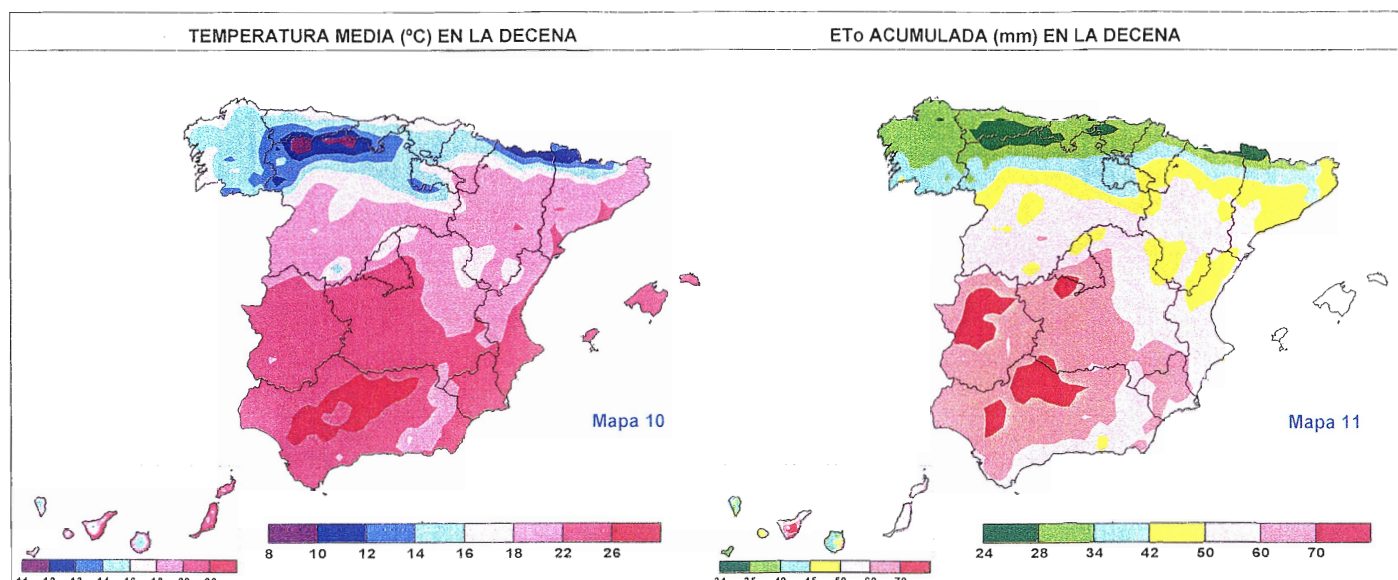 TEMPERATURA MEDIA (ºC) EN LA DECENA
ETo ACUMULADA (mm) EN LA DECENA
Mapa 10
Mapa 11
8 10 12 14 16 18 22 26
24 28 34 42 50 60 70